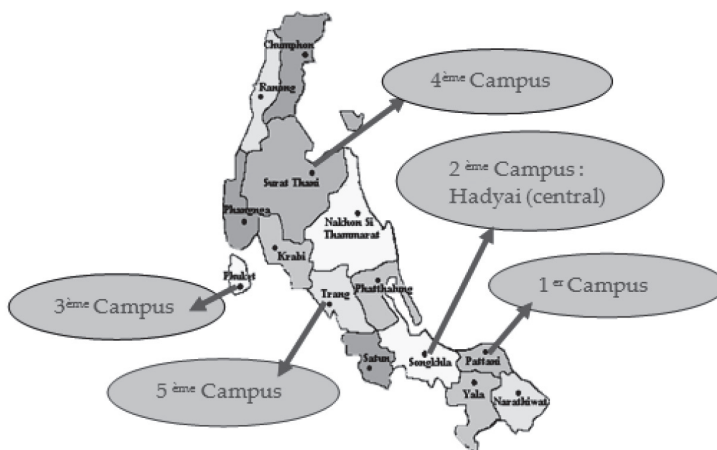 Chumphon
4ème Campus
Ranong
2 ème Campus :
Hadyai (central)
Surat Thani
Phangnga
Nakhon Si
Thammarat
Krabi
1 er Campus
Phuket
3ème Campus
Trang
Phatthalung
5 ème Campus
Satun
Songkhla
Pattani
Yala
Narathiwat